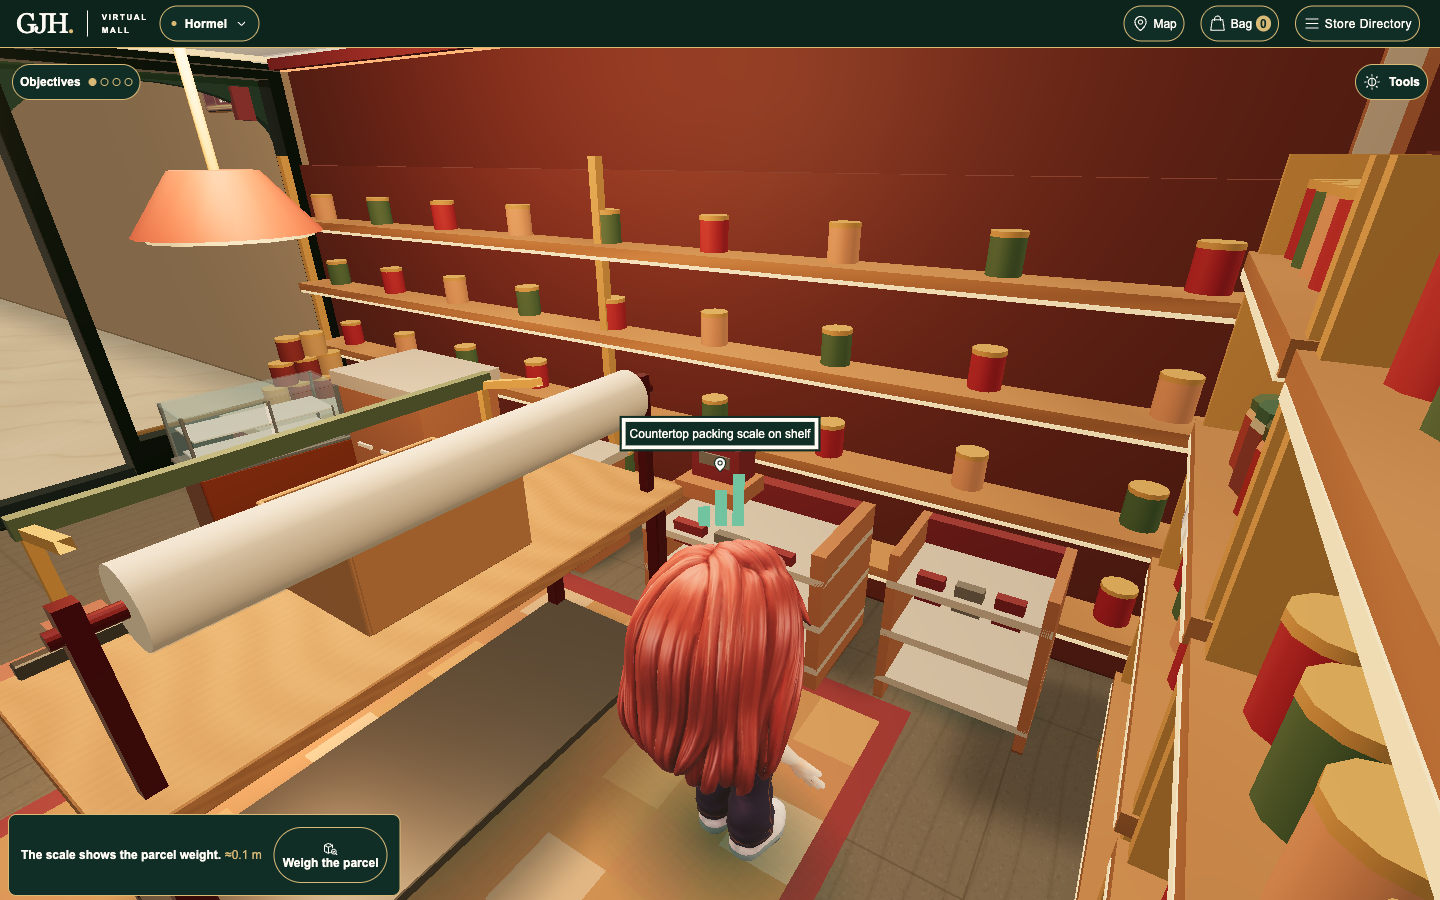 GJH.
VIRTUAL
MALL
Hormel
Map
Bag 0
Store Directory
Objectives
Tools
Countertop packing scale on shelf
The scale shows the parcel weight. ≈0.1 m
Weigh the parcel